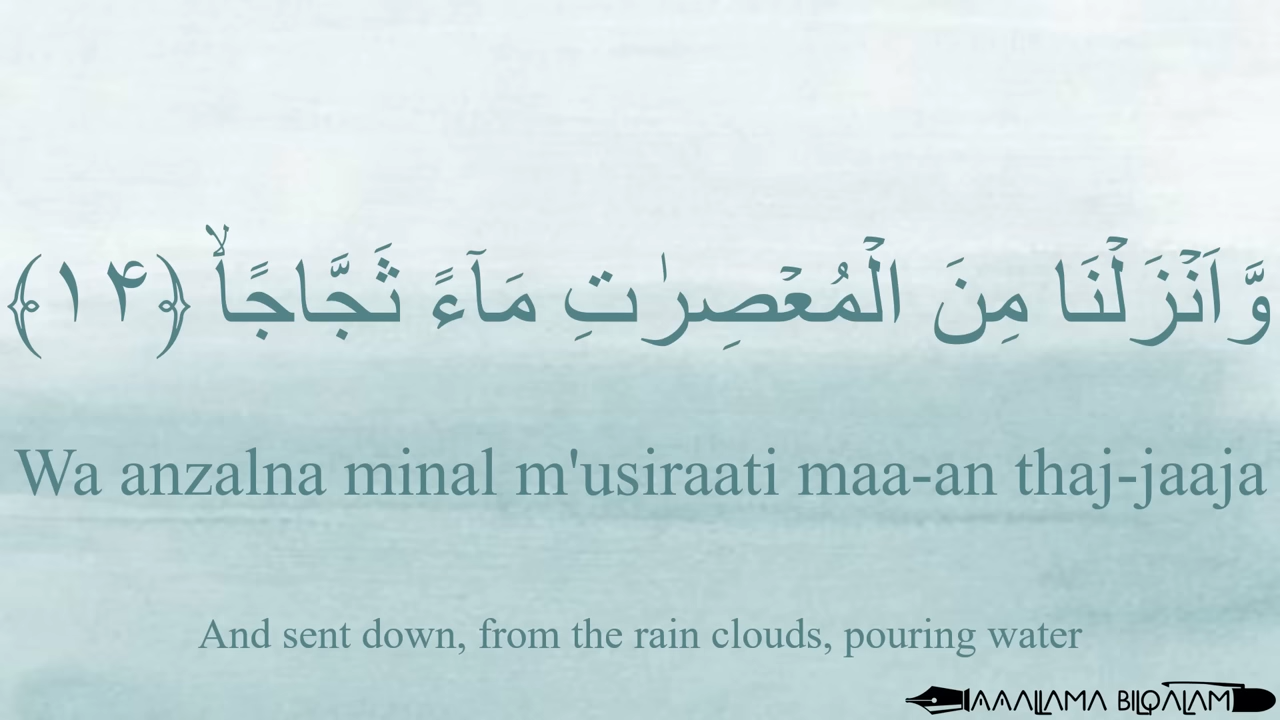 وَّاَنۡزَلۡنَا مِنَ الۡمُعۡصِرٰتِ مَآءً ثَجَّاجًاۙ‏ ﴿۱۴﴾
Wa anzalna minal m'usiraati maa-an thaj-jaaja
And sent down, from the rain clouds, pouring water
AAALLAMA BILQALAM